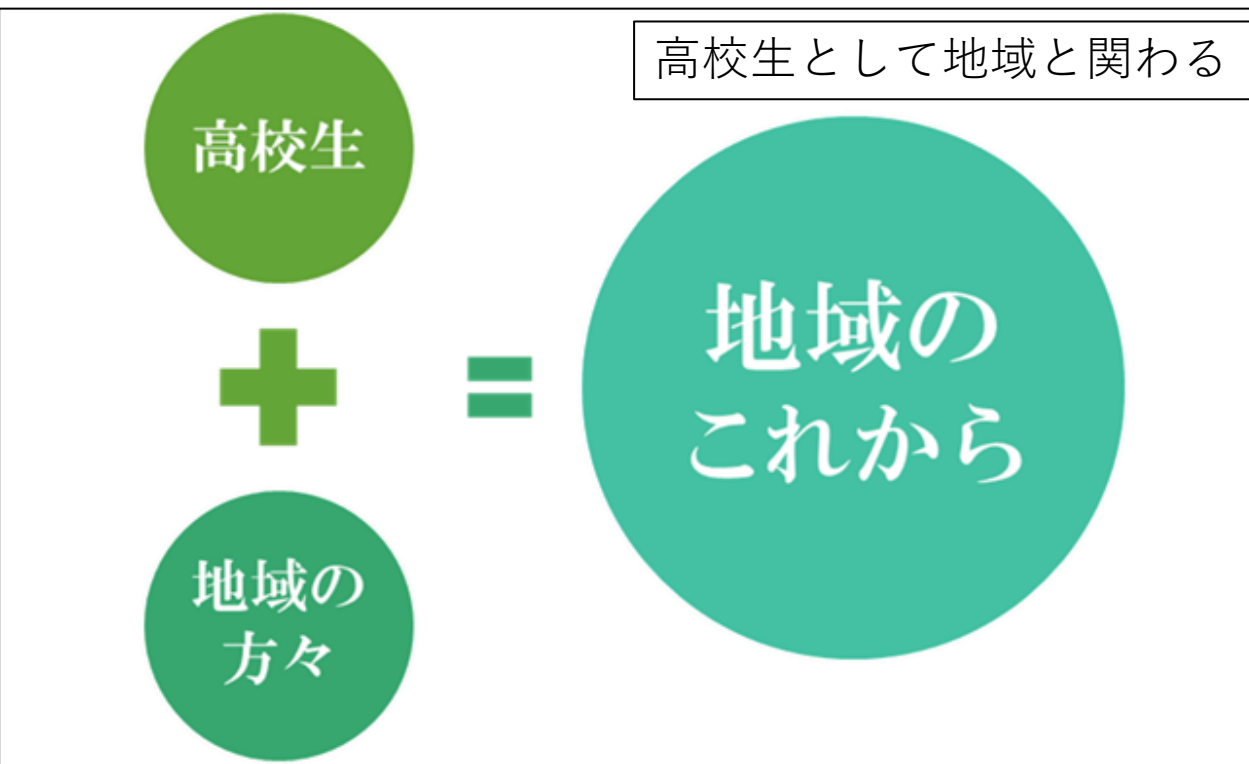 高校生として地域と関わる
高校生
+
地域の
方々
=
地域の
これから